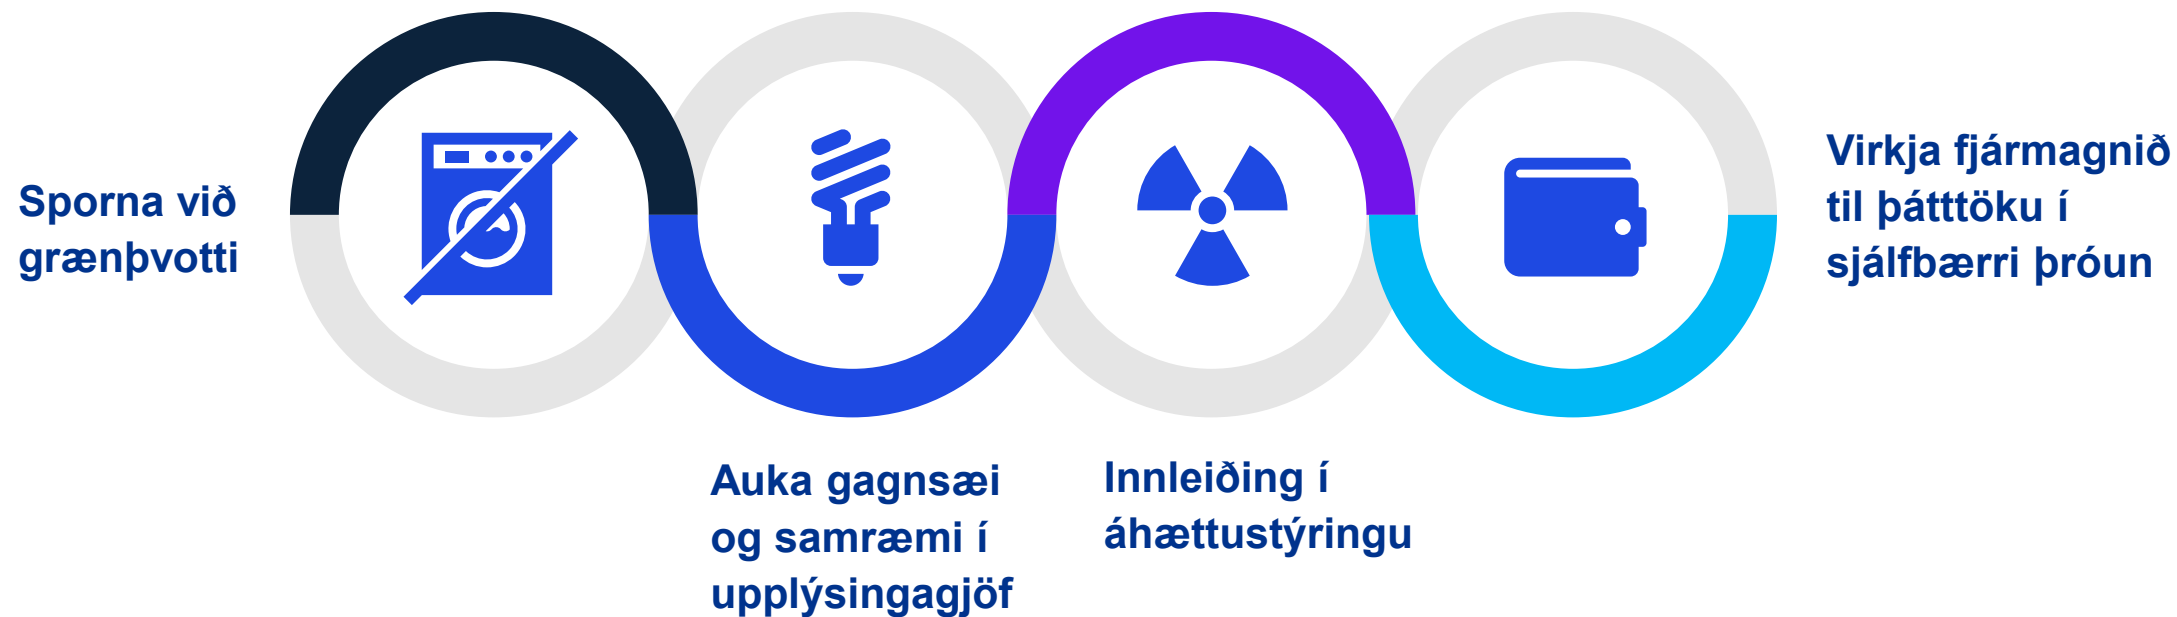 Sporna við
grænþvotti
Auka gagnsæi
og samræmi í
upplýsingagjöf
Innleiðing í
áhættustýringu
Virkja fjármagnið
til þátttöku í
sjálfbærri þróun